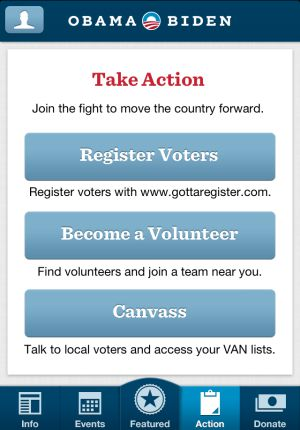 OBAMA BIDEN
Take Action
Join the fight to move the country forward.
Register Voters
Register voters with www.gottaregister.com.
Become a Volunteer
Find volunteers and join a team near you.
Canvass
Talk to local voters and access your VAN lists.
Info Events Featured Action Donate